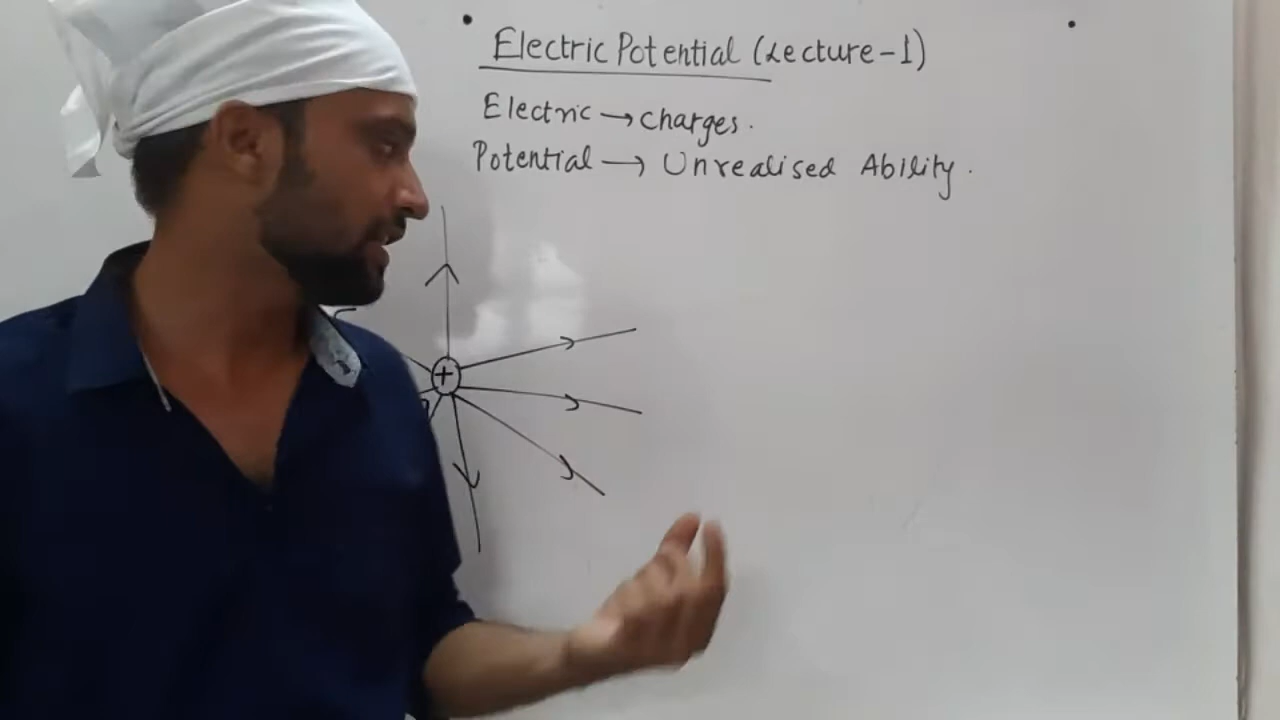 Electric Potential (Lecture-1)
Electric → charges.
Potential → Unrealised Ability.
+